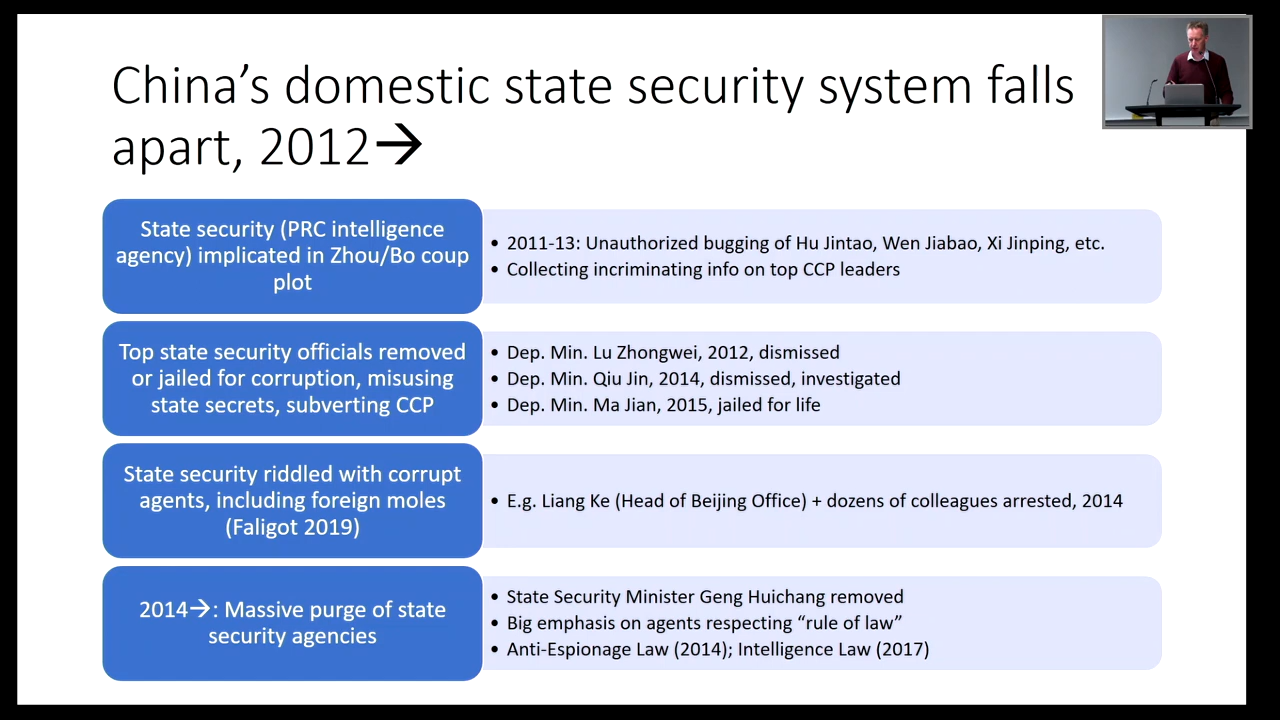 China's domestic state security system falls
apart, 2012→
State security (PRC intelligence
agency) implicated in Zhou/Bo coup
plot
• 2011-13: Unauthorized bugging of Hu Jintao, Wen Jiabao, Xi Jinping, etc.
• Collecting incriminating info on top CCP leaders
Top state security officials removed
or jailed for corruption, misusing
state secrets, subverting CCP
• Dep. Min. Lu Zhongwei, 2012, dismissed
• Dep. Min. Qiu Jin, 2014, dismissed, investigated
• Dep. Min. Ma Jian, 2015, jailed for life
State security riddled with corrupt
agents, including foreign moles
(Faligot 2019)
• E.g. Liang Ke (Head of Beijing Office) + dozens of colleagues arrested, 2014
2014→: Massive purge of state
security agencies
• State Security Minister Geng Huichang removed
• Big emphasis on agents respecting “rule of law”
• Anti-Espionage Law (2014); Intelligence Law (2017)